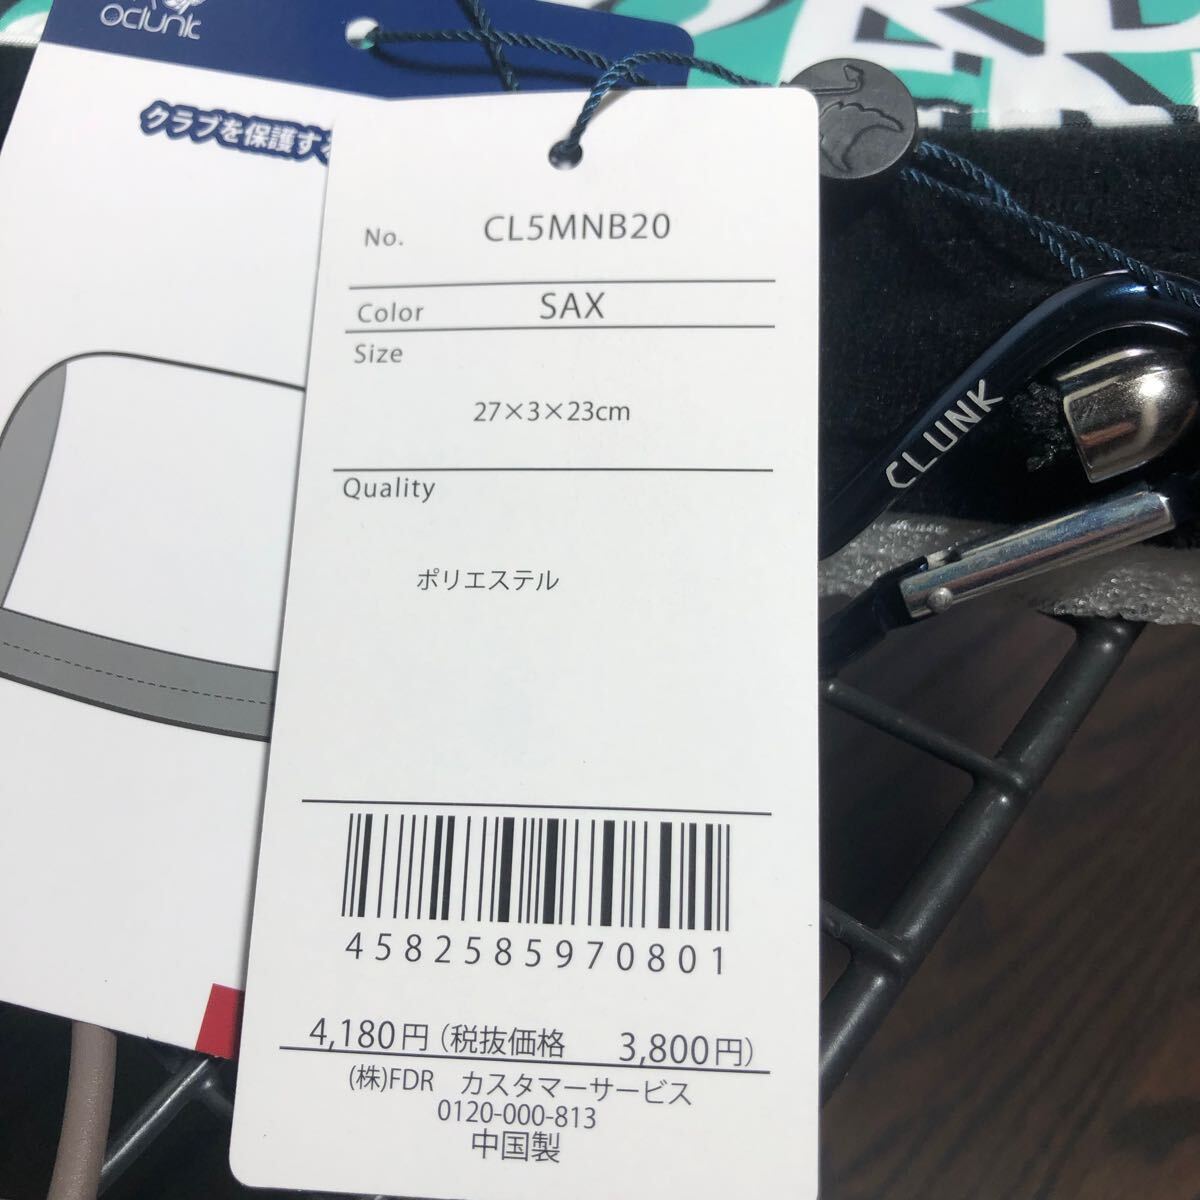 oclunk
クラブを保護する
No. CL5MNB20
Color SAX
Size
27×3×23cm
Quality
ポリエステル
4582585970801
4,180円 (税抜価格 3,800円)
(株)FDR カスタマーサービス
0120-000-813
中国製
CLUNK